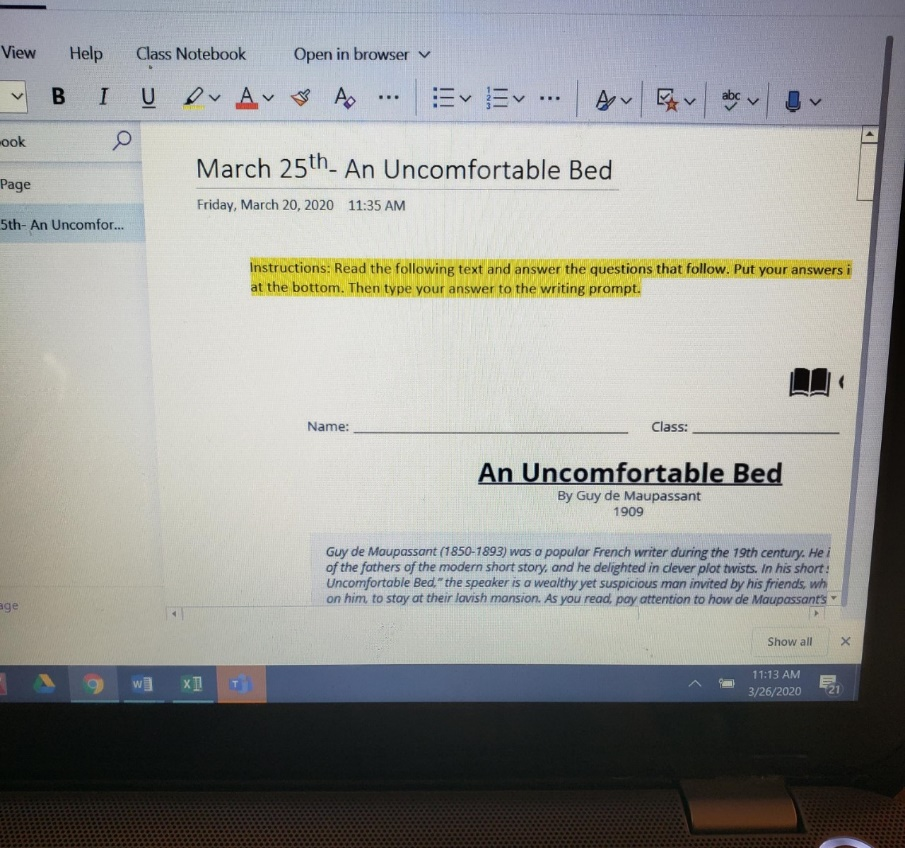 View Help Class Notebook Open in browser
B I U A A ... ... A abc
ook
Page
5th- An Uncomfor...
March 25th- An Uncomfortable Bed
Friday, March 20, 2020 11:35 AM
Instructions: Read the following text and answer the questions that follow. Put your answers i
at the bottom. Then type your answer to the writing prompt.
Name: Class:
An Uncomfortable Bed
By Guy de Maupassant
1909
Guy de Maupassant (1850-1893) was a popular French writer during the 19th century. He i
of the fathers of the modern short story, and he delighted in clever plot twists. In his short
Uncomfortable Bed," the speaker is a wealthy yet suspicious man invited by his friends, wh
on him, to stay at their lavish mansion. As you read, pay attention to how de Maupassant's
age
Show all
11:13 AM
3/26/2020
21